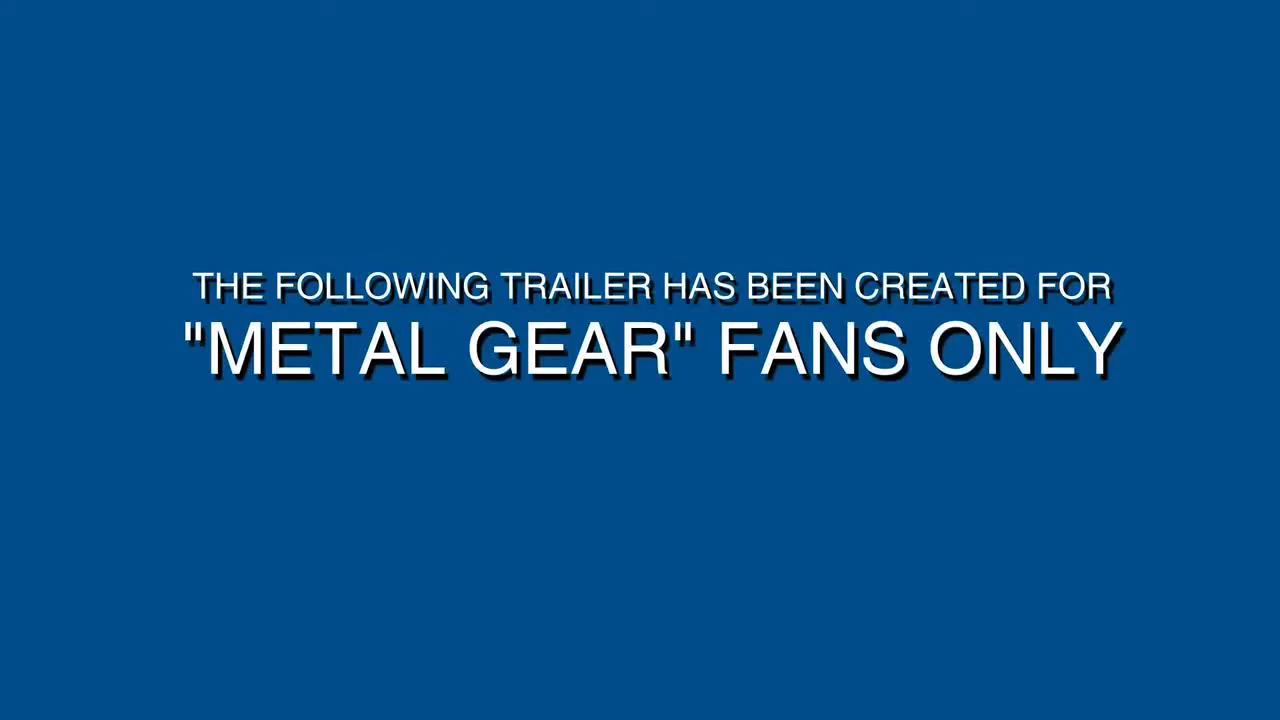 THE FOLLOWING TRAILER HAS BEEN CREATED FOR
"METAL GEAR" FANS ONLY